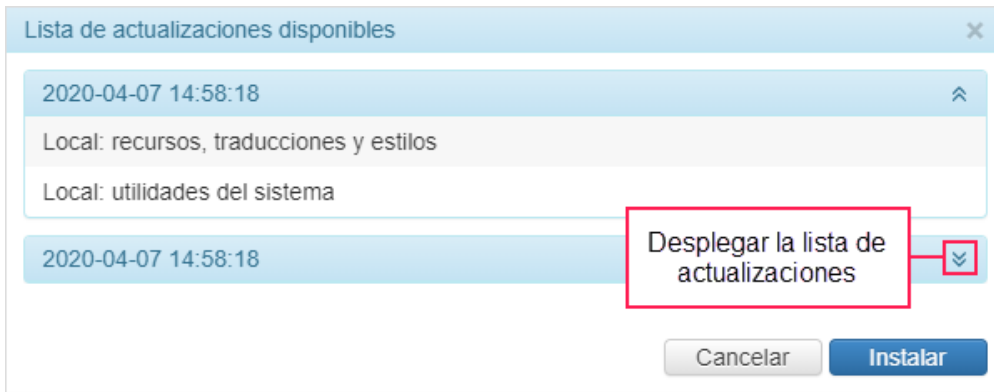 Lista de actualizaciones disponibles
2020-04-07 14:58:18
Local: recursos, traducciones y estilos
Local: utilidades del sistema
2020-04-07 14:58:18
Desplegar la lista de
actualizaciones
Cancelar
Instalar